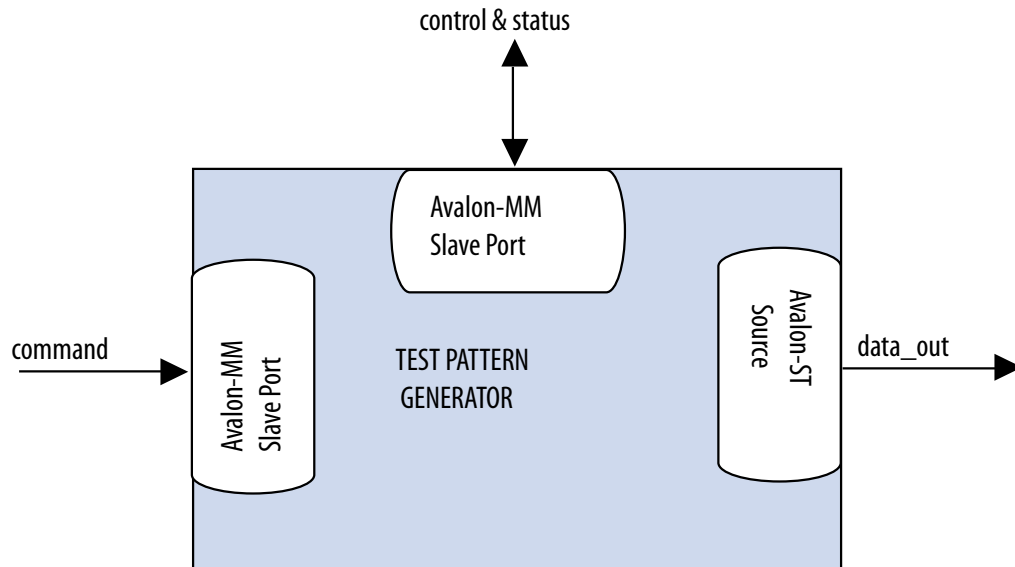 control & status
Avalon-MM
Slave Port
command
Avalon-MM
Slave Port
TEST PATTERN
GENERATOR
Avalon-ST
Source
data_out